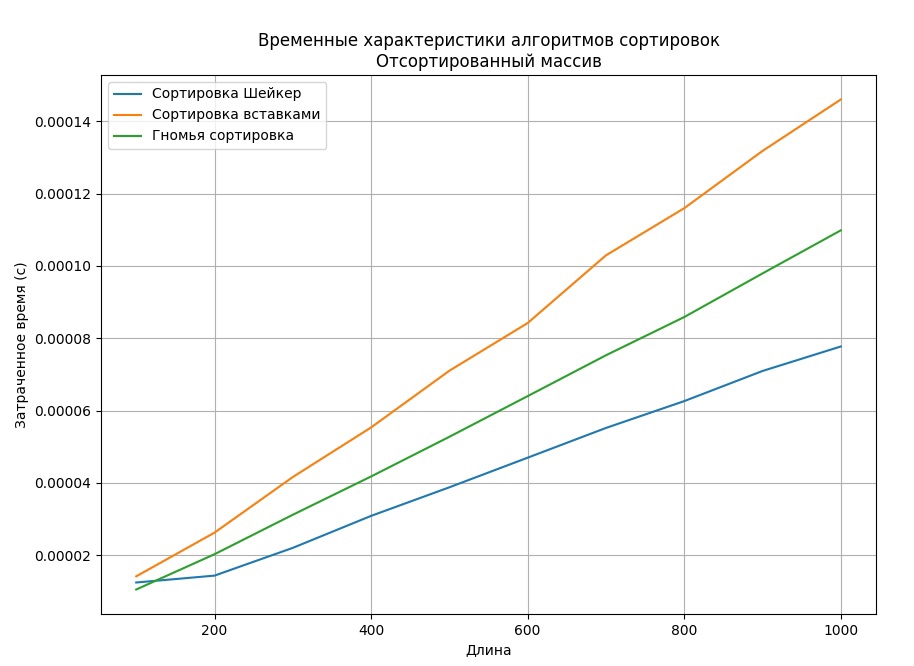 Временные характеристики алгоритмов сортировок
Отсортированный массив
Сортировка Шейкер
Сортировка вставками
Гномья сортировка
0.00014
0.00012
0.00010
0.00008
0.00006
0.00004
0.00002
Затраченное время (с)
200 400 600 800 1000
Длина